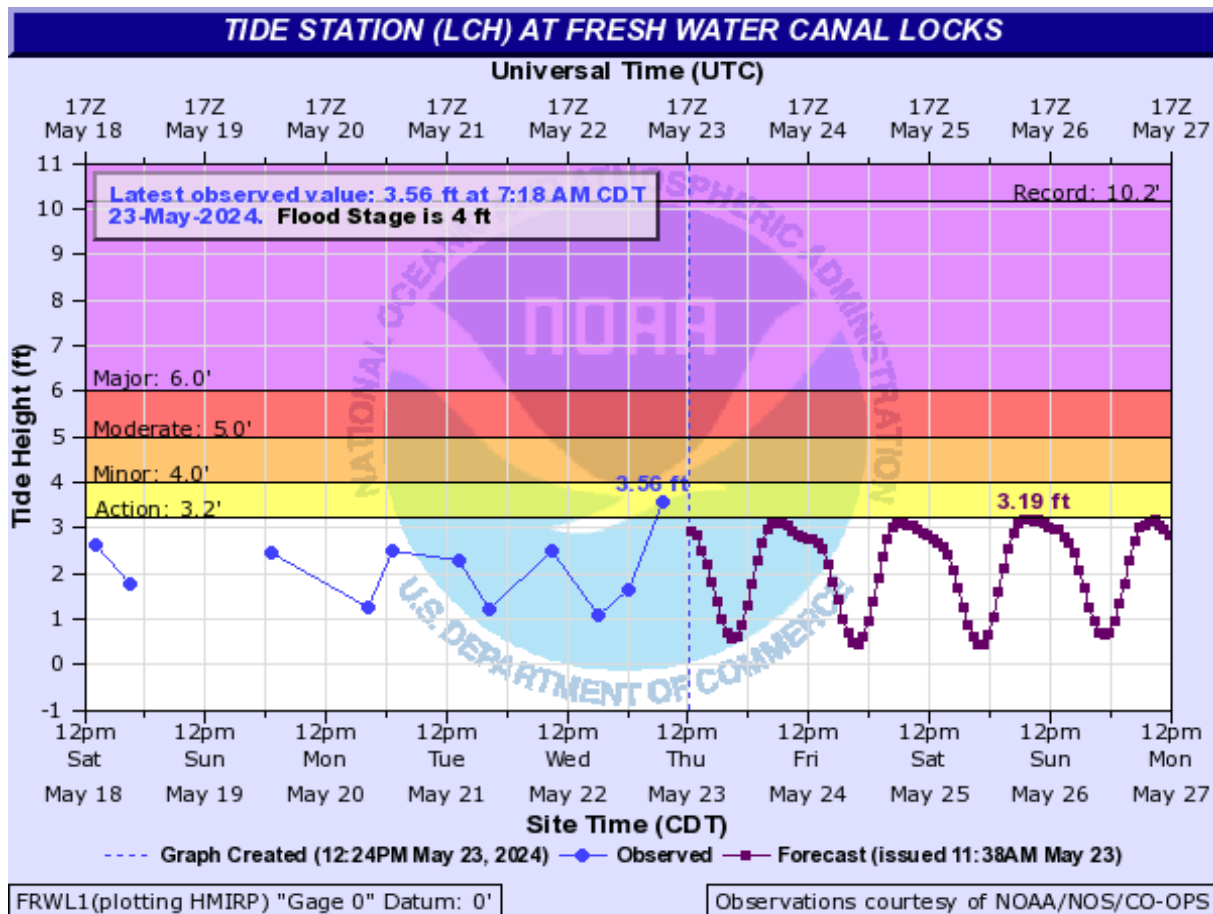 TIDE STATION (LCH) AT FRESH WATER CANAL LOCKS
Universal Time (UTC)
17Z 17Z 17Z 17Z 17Z 17Z 17Z 17Z 17Z 17Z
May 18 May 19 May 20 May 21 May 22 May 23 May 24 May 25 May 26 May 27
Tide Height (ft)
11
10
9
8
7
6
5
4
3
2
1
0
-1
Latest observed value: 3.56 ft at 7:18 AM CDT
23-May-2024. Flood Stage is 4 ft
Record: 10.2'
Major: 6.0'
Moderate: 5.0'
Minor: 4.0'
Action: 3.2'
3.56 ft
3.19 ft
NATIONAL OCEANIC AND ATMOSPHERIC ADMINISTRATION
NOAA
U.S. DEPARTMENT OF COMMERCE
12pm 12pm 12pm 12pm 12pm 12pm 12pm 12pm 12pm 12pm
Sat Sun Mon Tue Wed Thu Fri Sat Sun Mon
May 18 May 19 May 20 May 21 May 22 May 23 May 24 May 25 May 26 May 27
Site Time (CDT)
Graph Created (12:24PM May 23, 2024) Observed Forecast (issued 11:38AM May 23)
FRWL1(plotting HMIRP) "Gage 0" Datum: 0' Observations courtesy of NOAA/NOS/CO-OPS